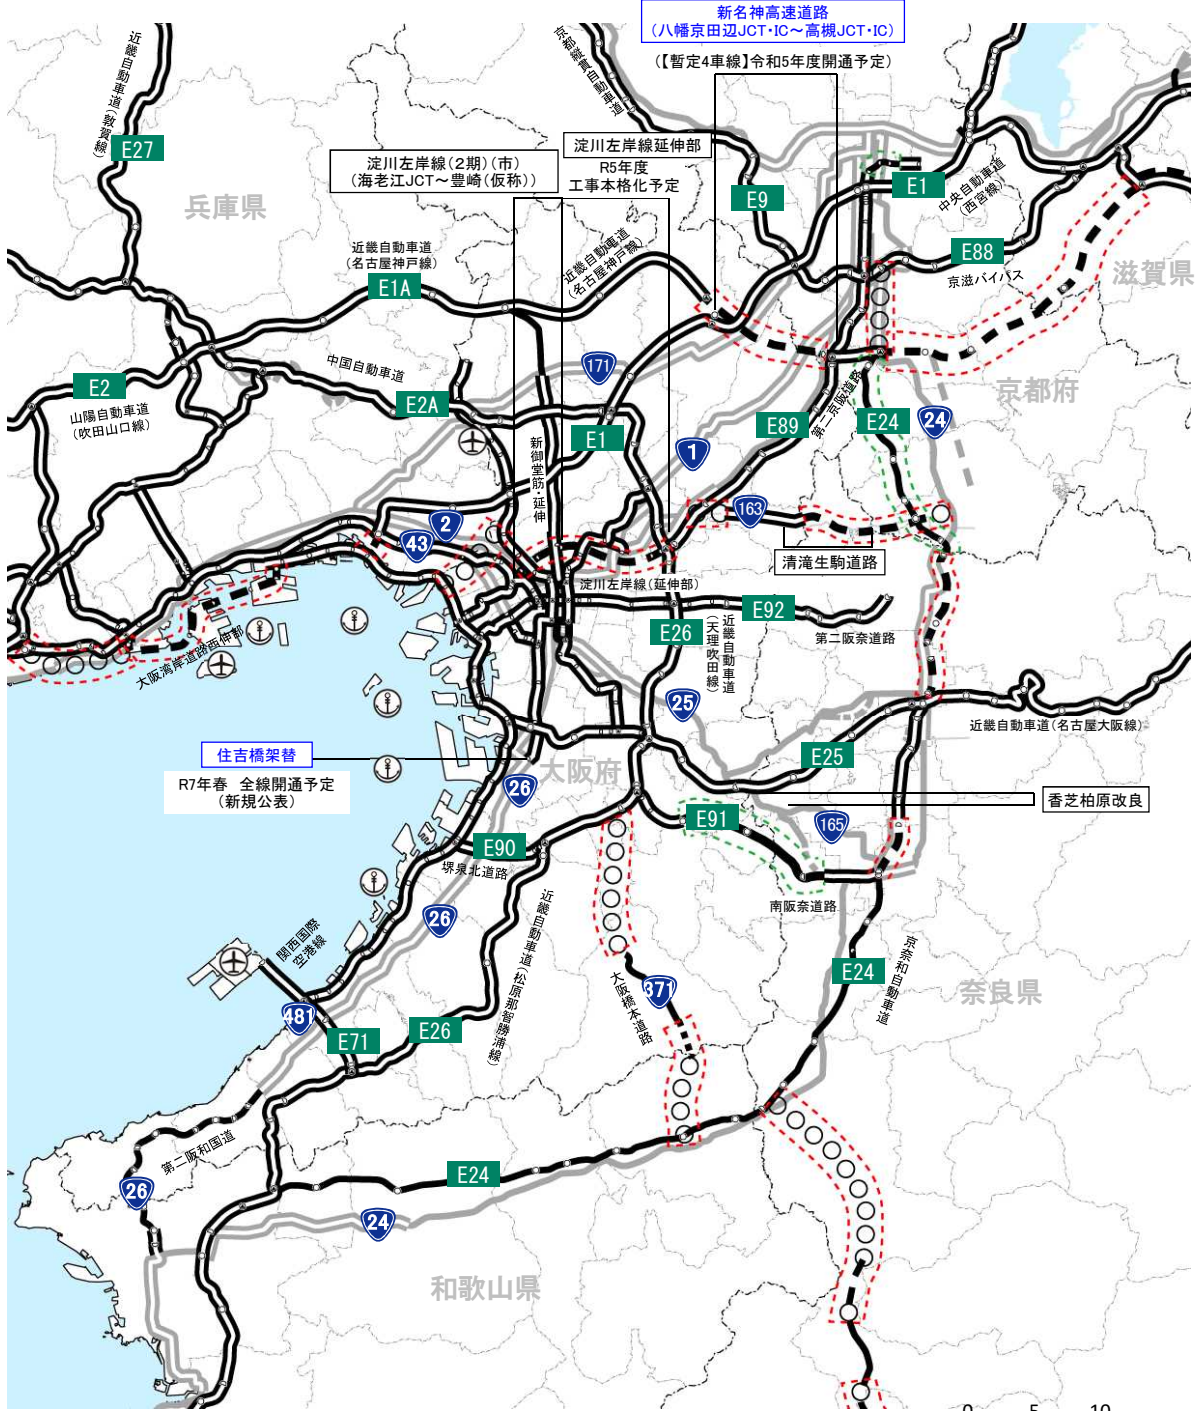 新名神高速道路
(八幡京田辺JCT・IC～高槻JCT・IC)
(【暫定4車線】令和5年度開通予定)
近畿自動車道(敦賀線)
京都縦貫自動車道
E27
淀川左岸線(2期)(市)
(海老江JCT～豊崎(仮称))
淀川左岸線延伸部
R5年度
工事本格化予定
E9
E1
中央自動車道
(西宮線)
兵庫県
近畿自動車道
(名古屋神戸線)
E1A
近畿自動車道
(名古屋神戸線)
E88
京滋バイパス
滋賀県
171
中国自動車道
E2
山陽自動車道
(吹田山口線)
E2A
E1
新御堂筋・延伸
1
E89
第二京阪道路
E24
24
京都府
2
43
163
清滝生駒道路
淀川左岸線(延伸部)
E92
第二阪奈道路
E26
近畿自動車道
(天理吹田線)
大阪湾岸道路西伸部
25
近畿自動車道(名古屋大阪線)
住吉橋架替
R7年春 全線開通予定
(新規公表)
大阪府
26
E25
香芝柏原改良
E91
165
E90
堺泉北道路
南阪奈道路
26
関西国際
空港線
近畿自動車道(松原那智勝浦線)
大阪橋本道路
371
E24
京奈和自動車道
奈良県
481
E71
E26
第二阪和国道
26
E24
24
和歌山県
0 5 10